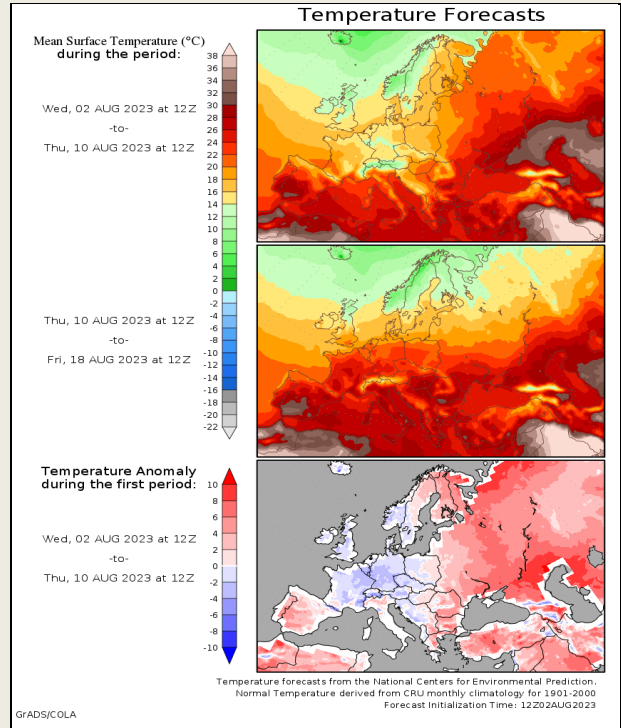 Temperature Forecasts
Mean Surface Temperature (°C)
during the period:
38
36
34
32
30
28
26
24
22
20
18
16
14
12
10
8
6
4
2
0
-2
-4
-6
-8
-10
-12
-14
-16
-18
-20
-22
Wed, 02 AUG 2023 at 12Z
-to-
Thu, 10 AUG 2023 at 12Z
Thu, 10 AUG 2023 at 12Z
-to-
Fri, 18 AUG 2023 at 12Z
Temperature Anomaly
during the first period:
10
8
6
4
2
0
-2
-4
-6
-8
-10
Wed, 02 AUG 2023 at 12Z
-to-
Thu, 10 AUG 2023 at 12Z
Temperature forecasts from the National Centers for Environmental Prediction.
Normal Temperature derived from CRU monthly climatology for 1901-2000
Forecast Initialization Time: 12Z02AUG2023
GrADS/COLA